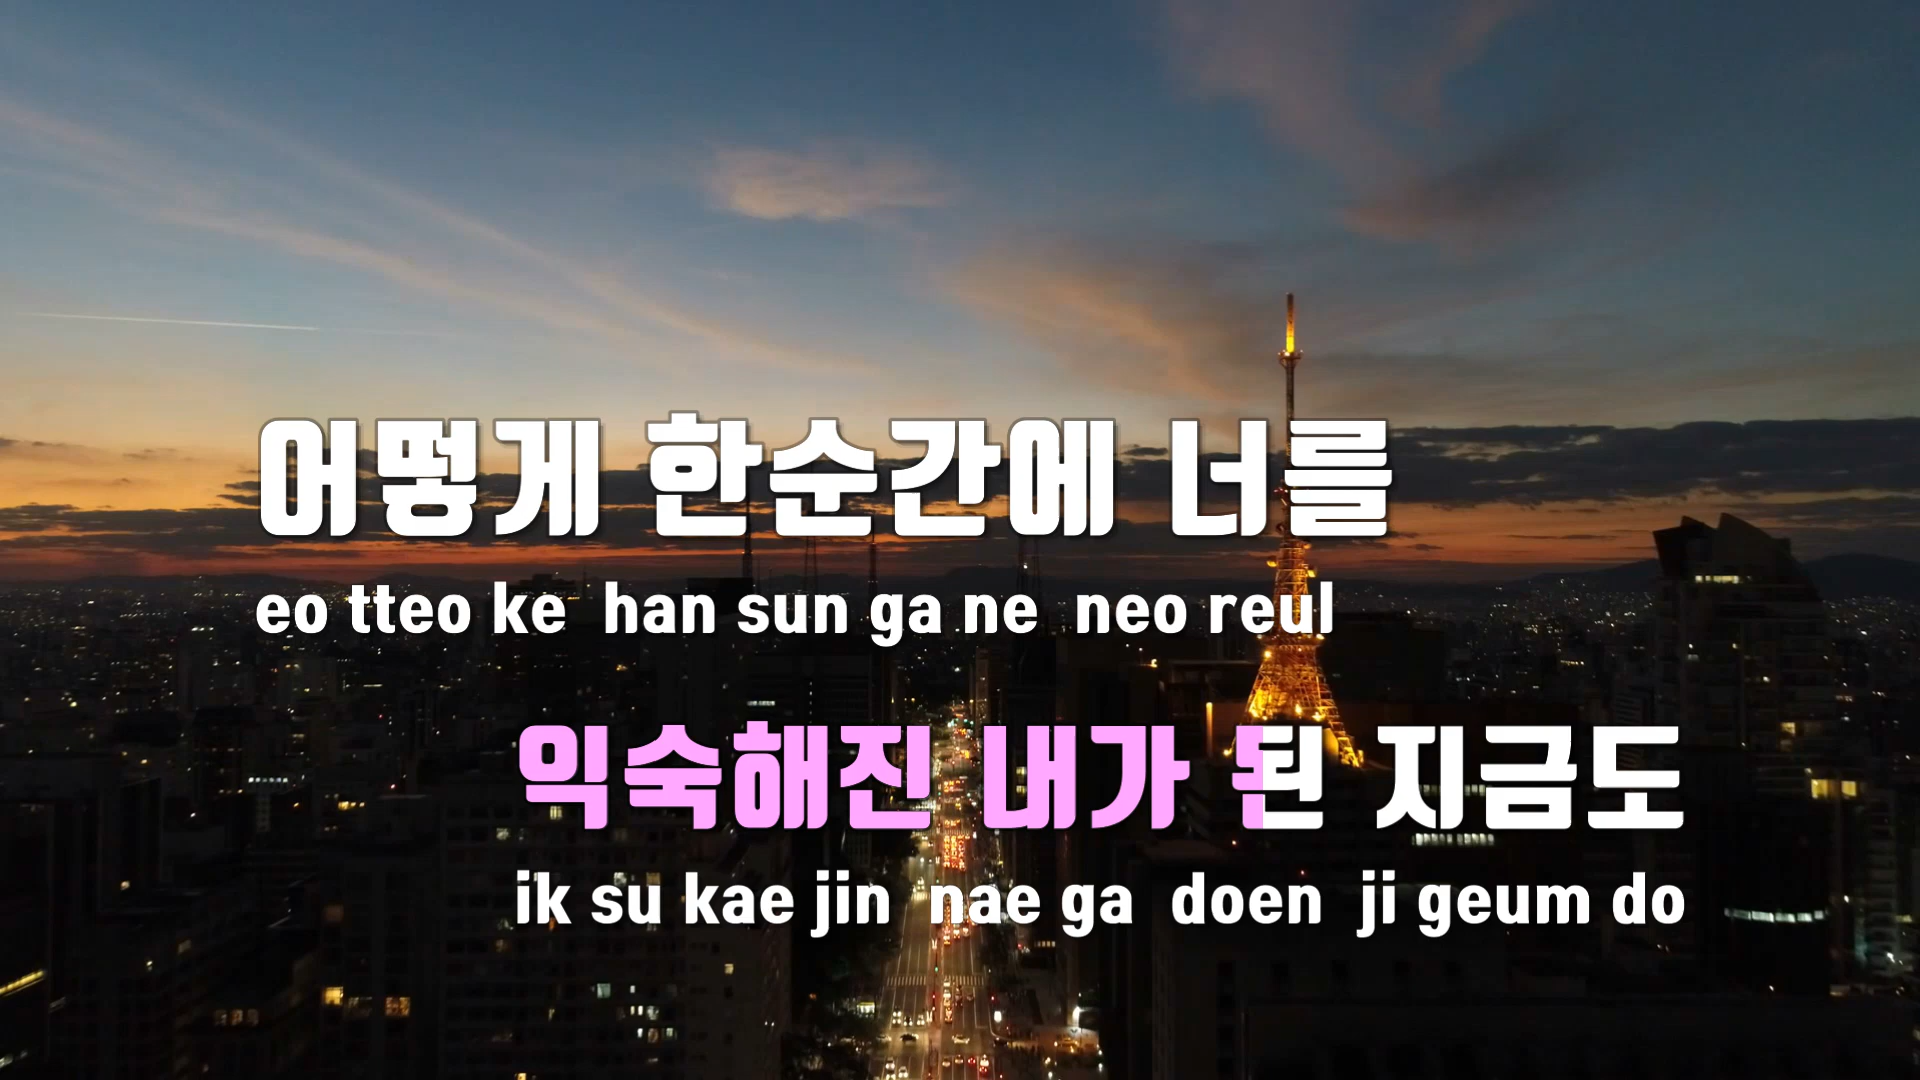 어떻게 한순간에 너를
eo tteo ke han sun ga ne neo reul
익숙해진 내가 된 지금도
ik su kae jin nae ga doen ji geum do